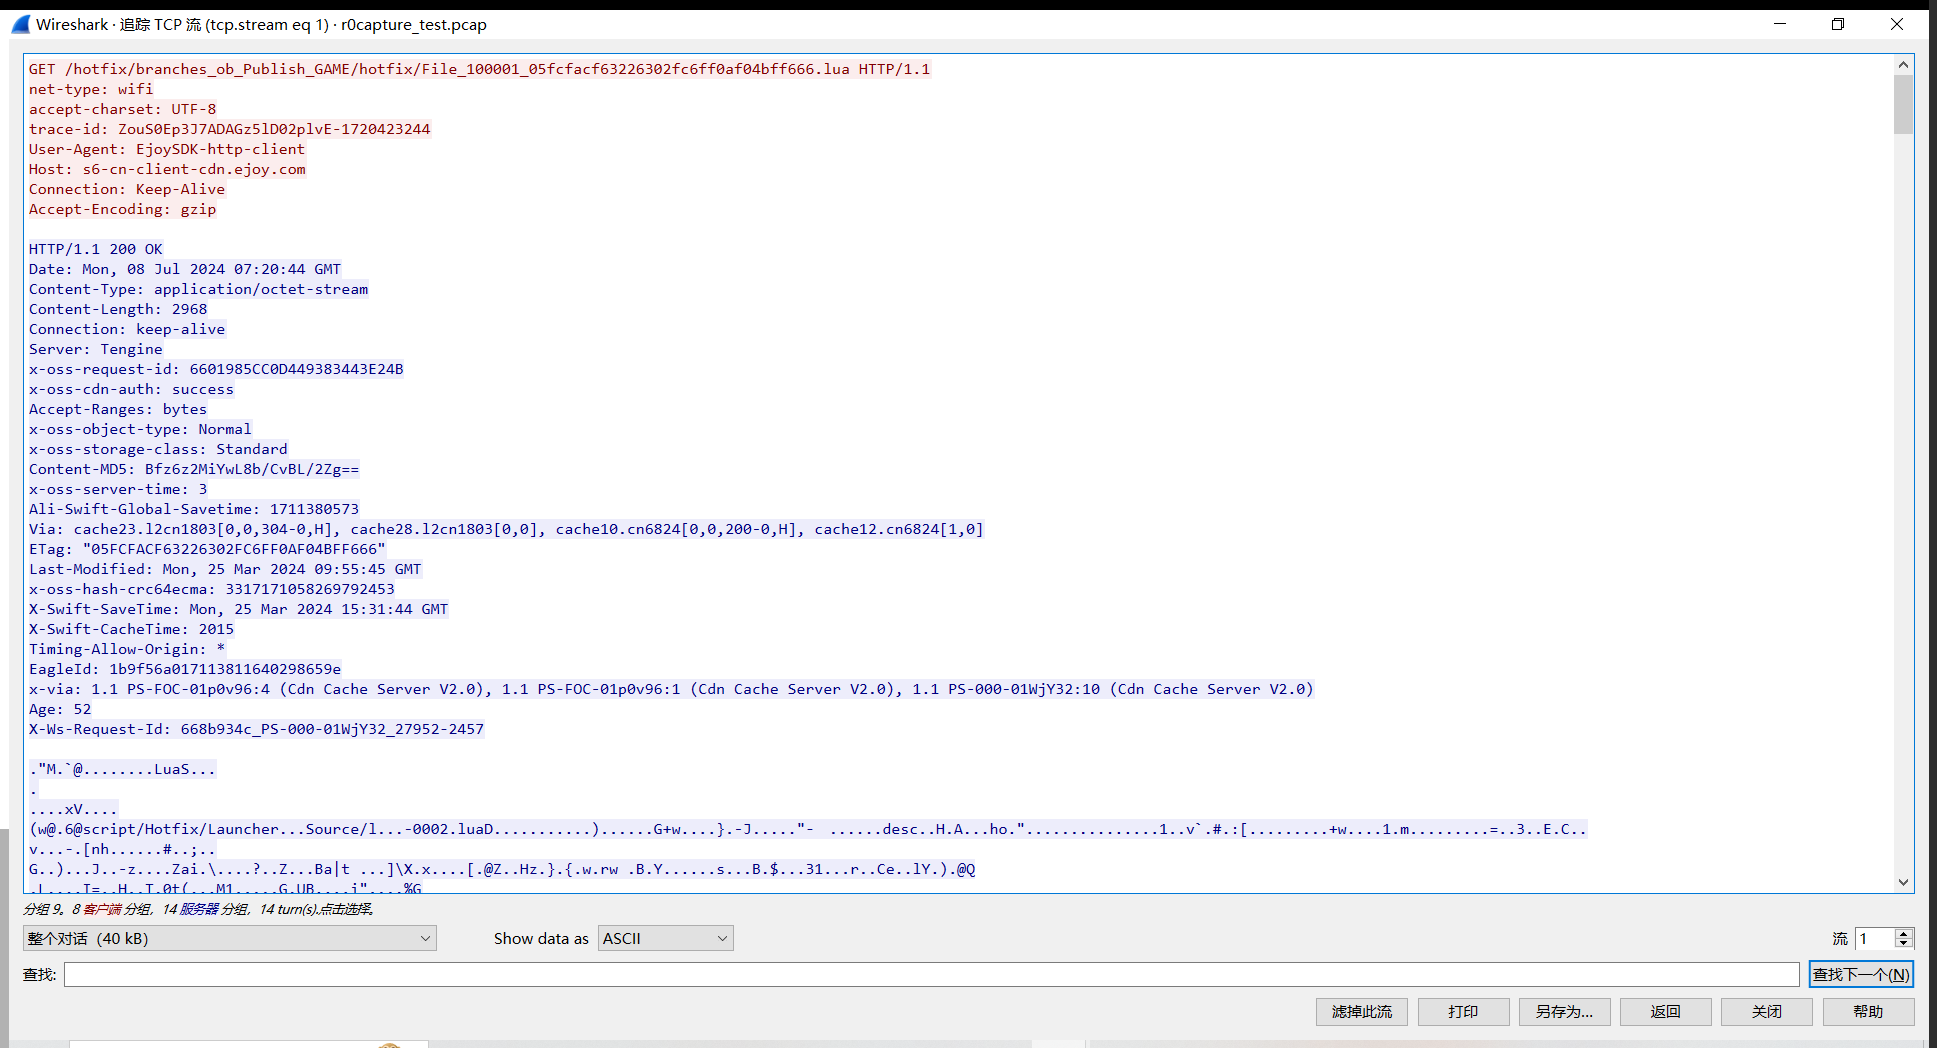 Wireshark · 追踪 TCP 流 (tcp.stream eq 1) · r0capture_test.pcap
GET /hotfix/branches_ob_Publish_GAME/hotfix/File_100001_05fcfacf63226302fc6ff0af04bff666.lua HTTP/1.1
net-type: wifi
accept-charset: UTF-8
trace-id: ZouS0Ep3J7ADAGz5lD02plvE-1720423244
User-Agent: EjoySDK-http-client
Host: s6-cn-client-cdn.ejoy.com
Connection: Keep-Alive
Accept-Encoding: gzip
HTTP/1.1 200 OK
Date: Mon, 08 Jul 2024 07:20:44 GMT
Content-Type: application/octet-stream
Content-Length: 2968
Connection: keep-alive
Server: Tengine
x-oss-request-id: 6601985CC0D449383443E24B
x-oss-cdn-auth: success
Accept-Ranges: bytes
x-oss-object-type: Normal
x-oss-storage-class: Standard
Content-MD5: Bfz6z2MiYwL8b/CvBL/2Zg==
x-oss-server-time: 3
Ali-Swift-Global-Savetime: 1711380573
Via: cache23.l2cn1803[0,0,304-0,H], cache28.l2cn1803[0,0], cache10.cn6824[0,0,200-0,H], cache12.cn6824[1,0]
ETag: "05FCFACF63226302FC6FF0AF04BFF666"
Last-Modified: Mon, 25 Mar 2024 09:55:45 GMT
x-oss-hash-crc64ecma: 3317171058269792453
X-Swift-SaveTime: Mon, 25 Mar 2024 15:31:44 GMT
X-Swift-CacheTime: 2015
Timing-Allow-Origin: *
EagleId: 1b9f56a017113811640298659e
x-via: 1.1 PS-FOC-01p0v96:4 (Cdn Cache Server V2.0), 1.1 PS-FOC-01p0v96:1 (Cdn Cache Server V2.0), 1.1 PS-000-01WjY32:10 (Cdn Cache Server V2.0)
Age: 52
X-Ws-Request-Id: 668b934c_PS-000-01WjY32_27952-2457
."M.`@........LuaS...
.
....xV....
(w@.6@script/Hotfix/Launcher...Source/l...-0002.luaD...........)......G+w....}.-J....."- ......desc..H.A...ho."...............1..v`.#.:[.........+w....1.m.........=..3..E.C..
v...-.[nh......#..;..
G..)...J..-z....Zai.\....?..Z...Ba|t ...]\X.x....[.@Z..Hz.}.{.w.rw .B.Y......s...B.$...31...r..Ce..lY.).@Q
.L....I=..H..T.0t(...M1.....G.UB....i"....%G
分组 9。8 客户端 分组，14 服务器 分组，14 turn(s).点击选择。
整个对话 (40 kB)
Show data as
ASCII
流 1
查找:
查找下一个(N)
滤掉此流
打印
另存为...
返回
关闭
帮助